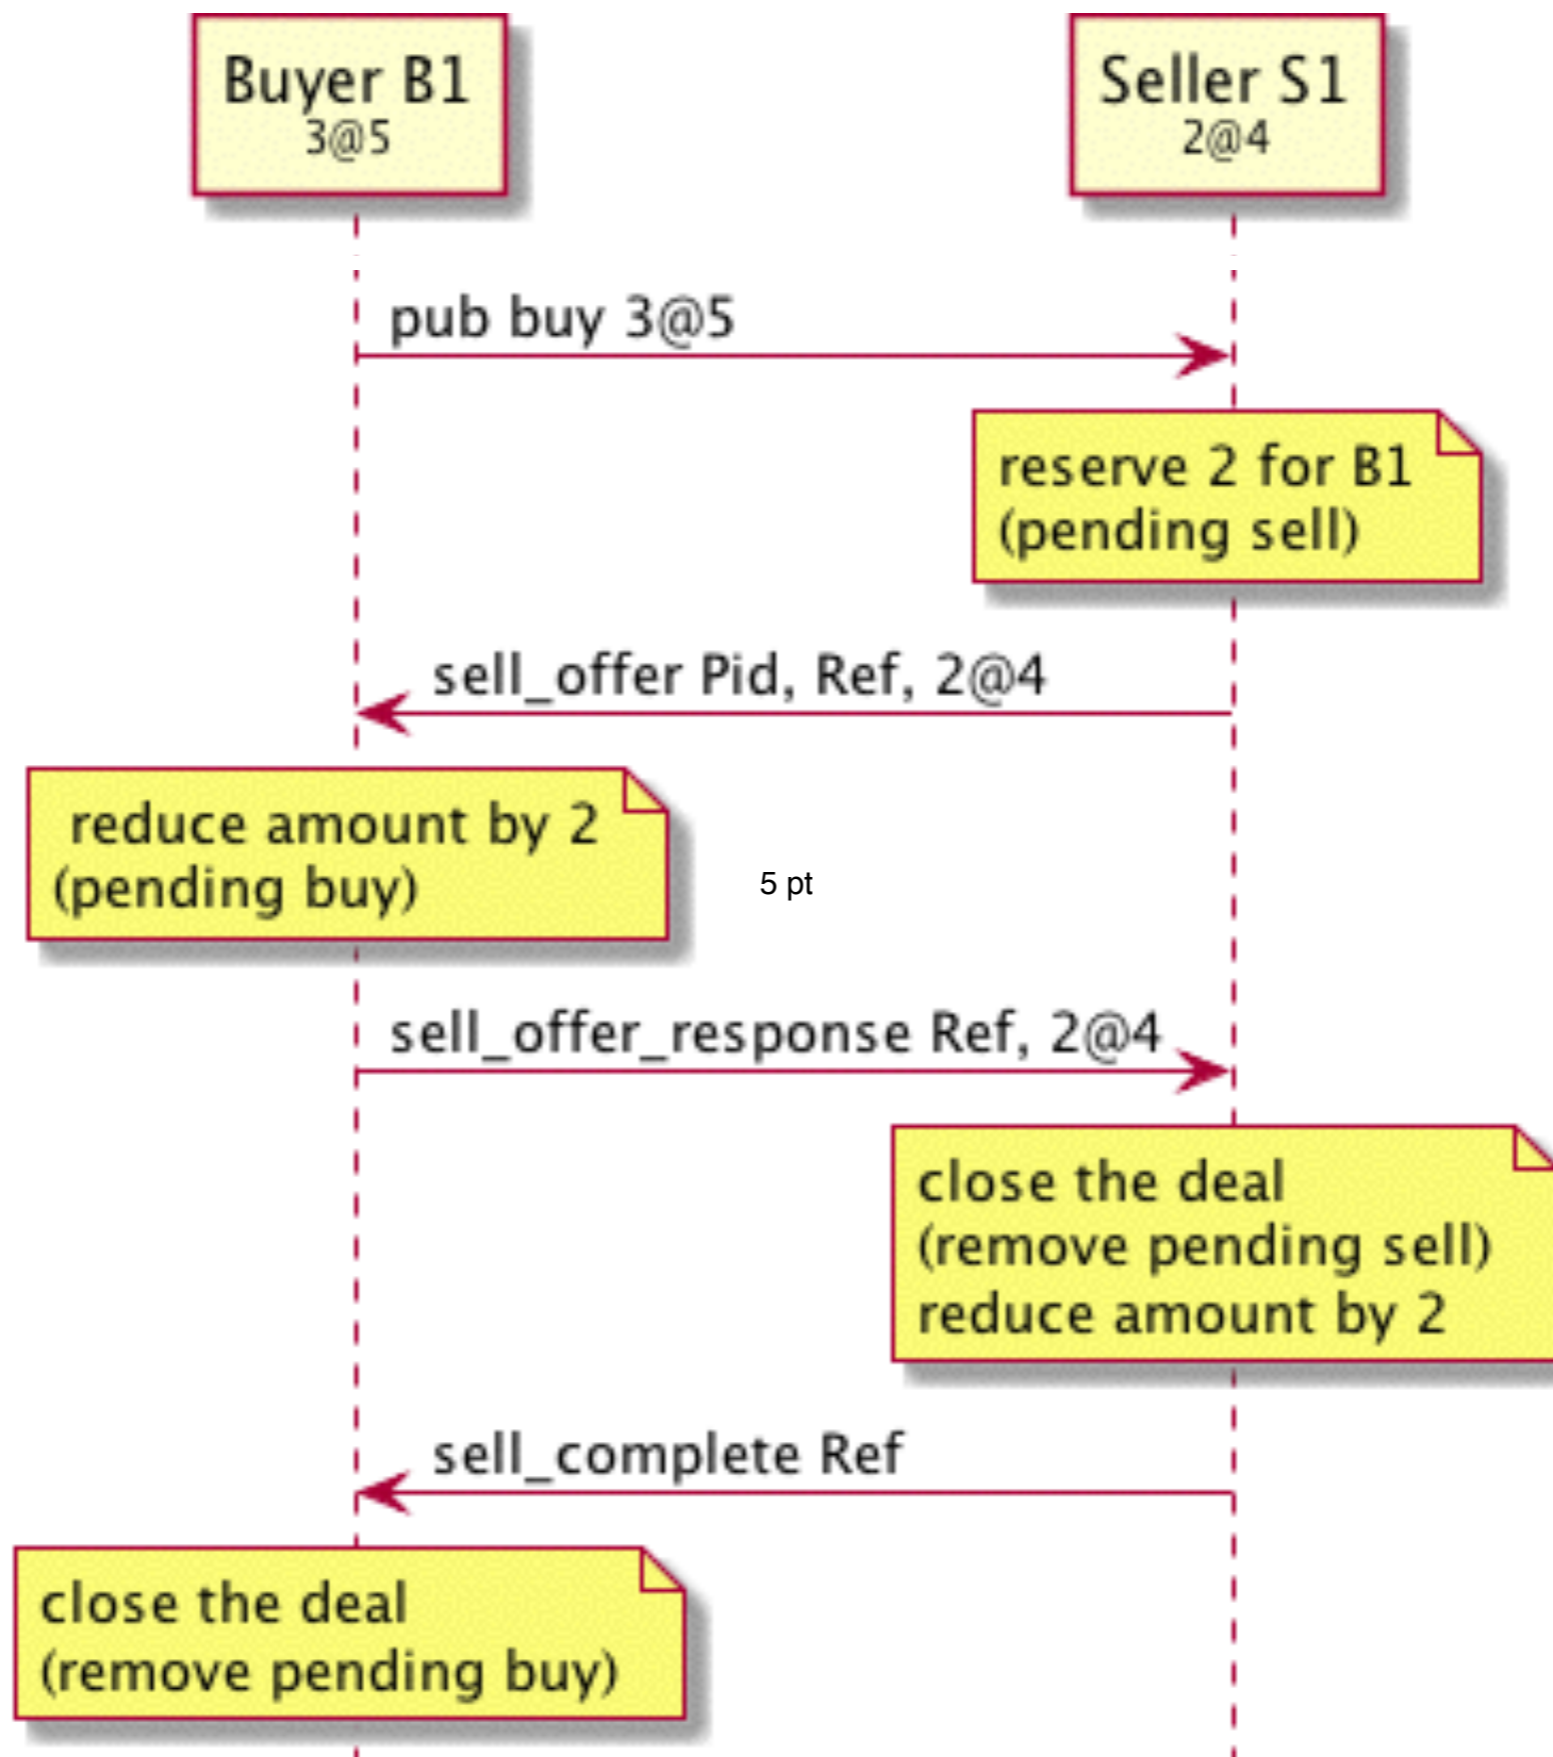 Buyer B1
3@5
Seller S1
2@4
pub buy 3@5
reserve 2 for B1
(pending sell)
sell_offer Pid, Ref, 2@4
reduce amount by 2
(pending buy)
5 pt
sell_offer_response Ref, 2@4
close the deal
(remove pending sell)
reduce amount by 2
sell_complete Ref
close the deal
(remove pending buy)